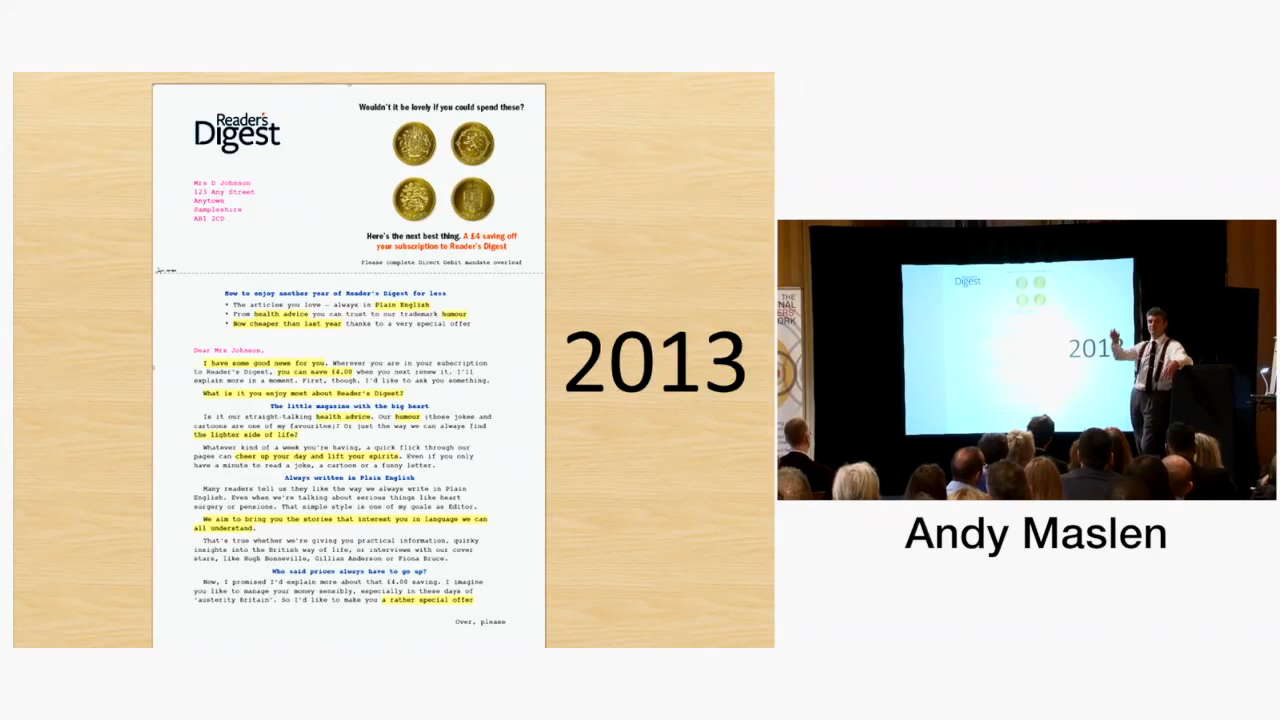 Wouldn't it be lovely if you could spend these?
Reader's
Digest
Mrs D Johnson
123 Any Street
Anytown
Sampleshire
AB1 2CD
Here's the next best thing. A £4 saving off
your subscription to Reader's Digest
Please complete Direct Debit mandate overleaf
How to enjoy another year of Reader's Digest for less
* The articles you love – always in Plain English
* From health advice you can trust to our trademark humour
* Now cheaper than last year thanks to a very special offer
Dear Mrs Johnson,
I have some good news for you. Wherever you are in your subscription
to Reader's Digest, you can save £4.00 when you next renew it. I'll
explain more in a moment. First, though, I'd like to ask you something.
What is it you enjoy most about Reader's Digest?
The little magazine with the big heart
Is it our straight-talking health advice. Our humour (those jokes and
cartoons are one of my favourites)? Or just the way we can always find
the lighter side of life?
Whatever kind of a week you're having, a quick flick through our
pages can cheer up your day and lift your spirits. Even if you only
have a minute to read a joke, a cartoon or a funny letter.
Always written in Plain English
Many readers tell us they like the way we always write in Plain
English. Even when we're talking about serious things like heart
surgery or pensions. That simple style is one of my goals as Editor.
We aim to bring you the stories that interest you in language we can
all understand.
That's true whether we're giving you practical information, quirky
insights into the British way of life, or interviews with our cover
stars, like Hugh Bonneville, Gillian Anderson or Fiona Bruce.
Who said prices always have to go up?
Now, I promised I'd explain more about that £4.00 saving. I imagine
you like to manage your money sensibly, especially in these days of
'austerity Britain'. So I'd like to make you a rather special offer
Over, please
2013
Digest
201
THE
NAL
ERS'
ORK
Andy Maslen